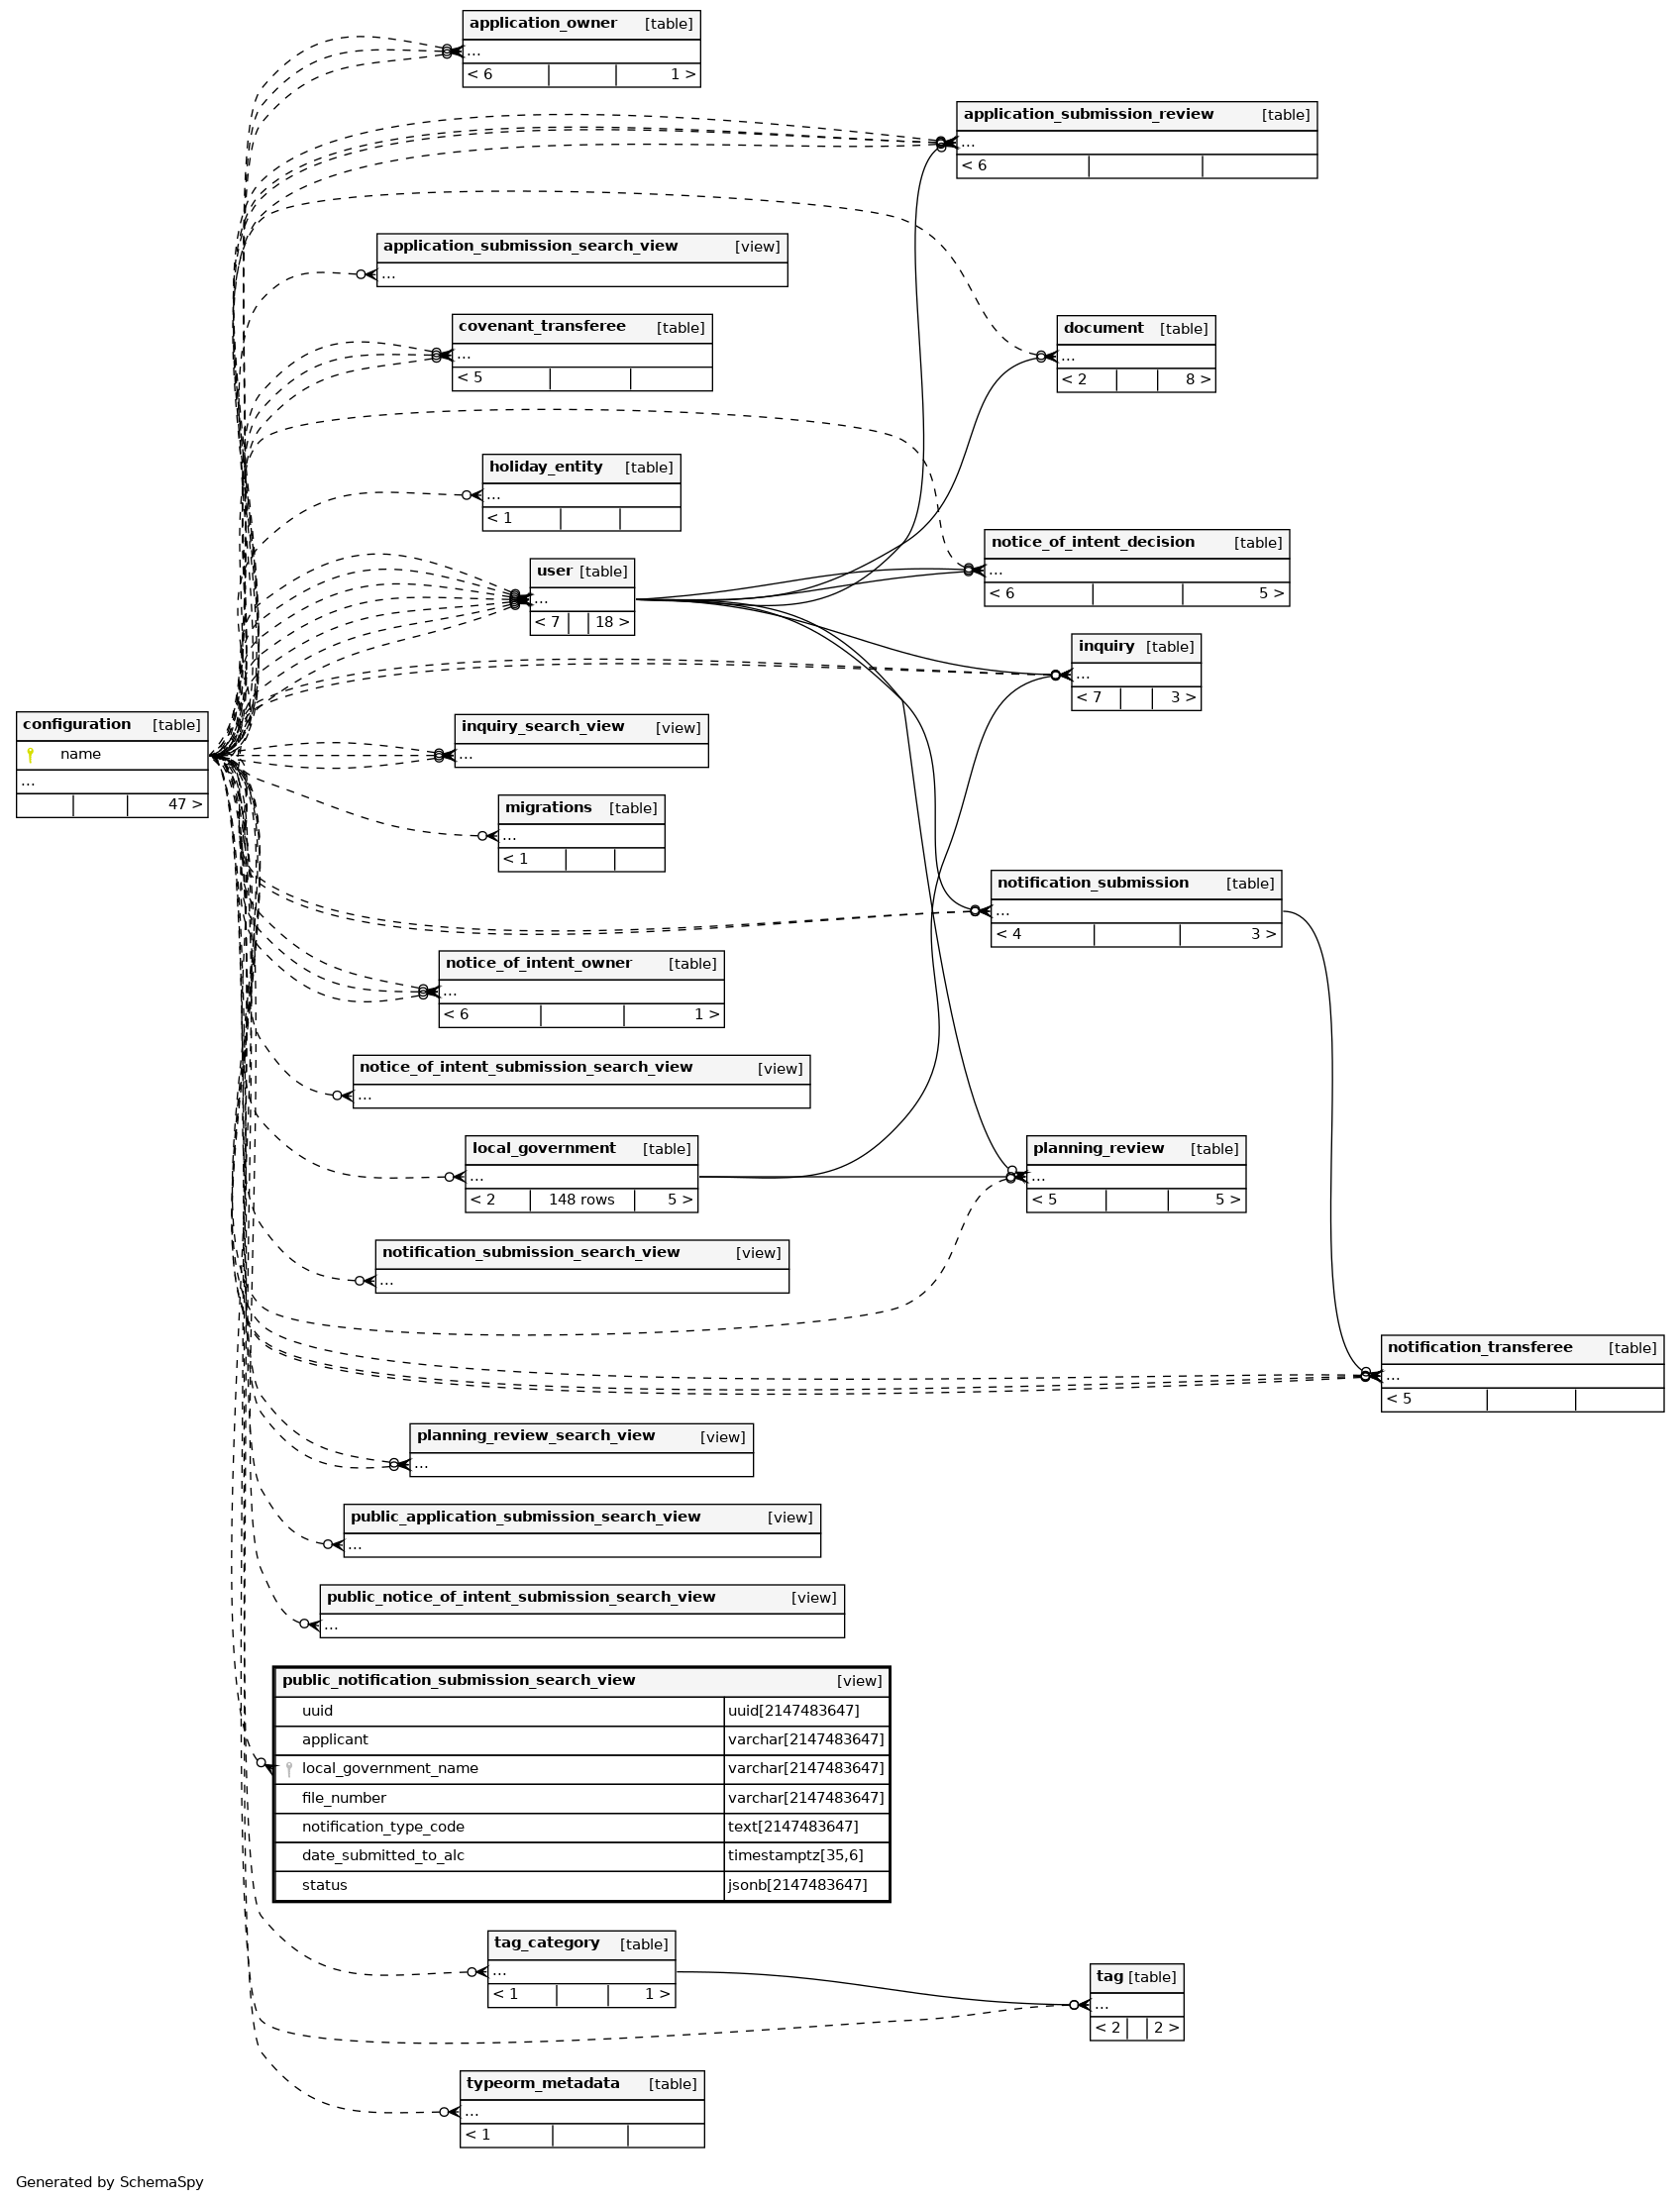 application_owner [table]
...
< 6 1 >
application_submission_review [table]
...
< 6
application_submission_search_view [view]
...
covenant_transferee [table]
...
< 5
document [table]
...
< 2 8 >
holiday_entity [table]
...
< 1
notice_of_intent_decision [table]
...
< 6 5 >
user [table]
...
< 7 18 >
inquiry [table]
...
< 7 3 >
configuration [table]
name
...
47 >
inquiry_search_view [view]
...
migrations [table]
...
< 1
notification_submission [table]
...
< 4 3 >
notice_of_intent_owner [table]
...
< 6 1 >
notice_of_intent_submission_search_view [view]
...
local_government [table]
...
< 2 148 rows 5 >
planning_review [table]
...
< 5 5 >
notification_submission_search_view [view]
...
notification_transferee [table]
...
< 5
planning_review_search_view [view]
...
public_application_submission_search_view [view]
...
public_notice_of_intent_submission_search_view [view]
...
public_notification_submission_search_view [view]
uuid uuid[2147483647]
applicant varchar[2147483647]
local_government_name varchar[2147483647]
file_number varchar[2147483647]
notification_type_code text[2147483647]
date_submitted_to_alc timestamptz[35,6]
status jsonb[2147483647]
tag_category [table]
...
< 1 1 >
tag [table]
...
< 2 2 >
typeorm_metadata [table]
...
< 1
Generated by SchemaSpy